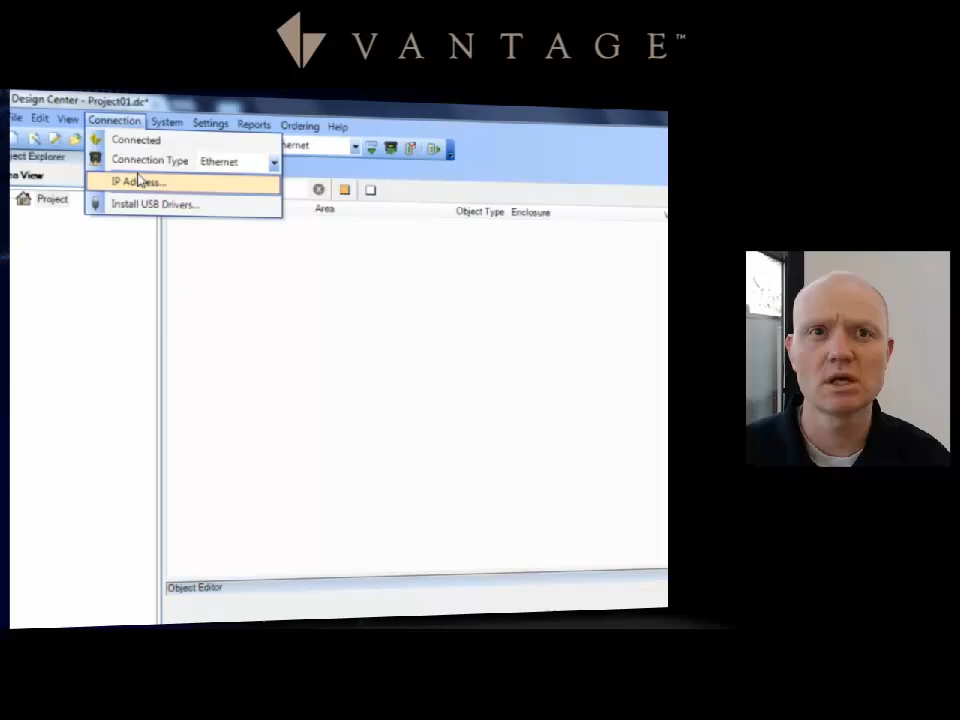 VANTAGE™
Design Center - Project01.dc*
File Edit View Connection System Settings Reports Ordering Help
Connected
Connection Type Ethernet
IP Address...
Install USB Drivers...
Project
Area
Object Type Enclosure
Object Editor